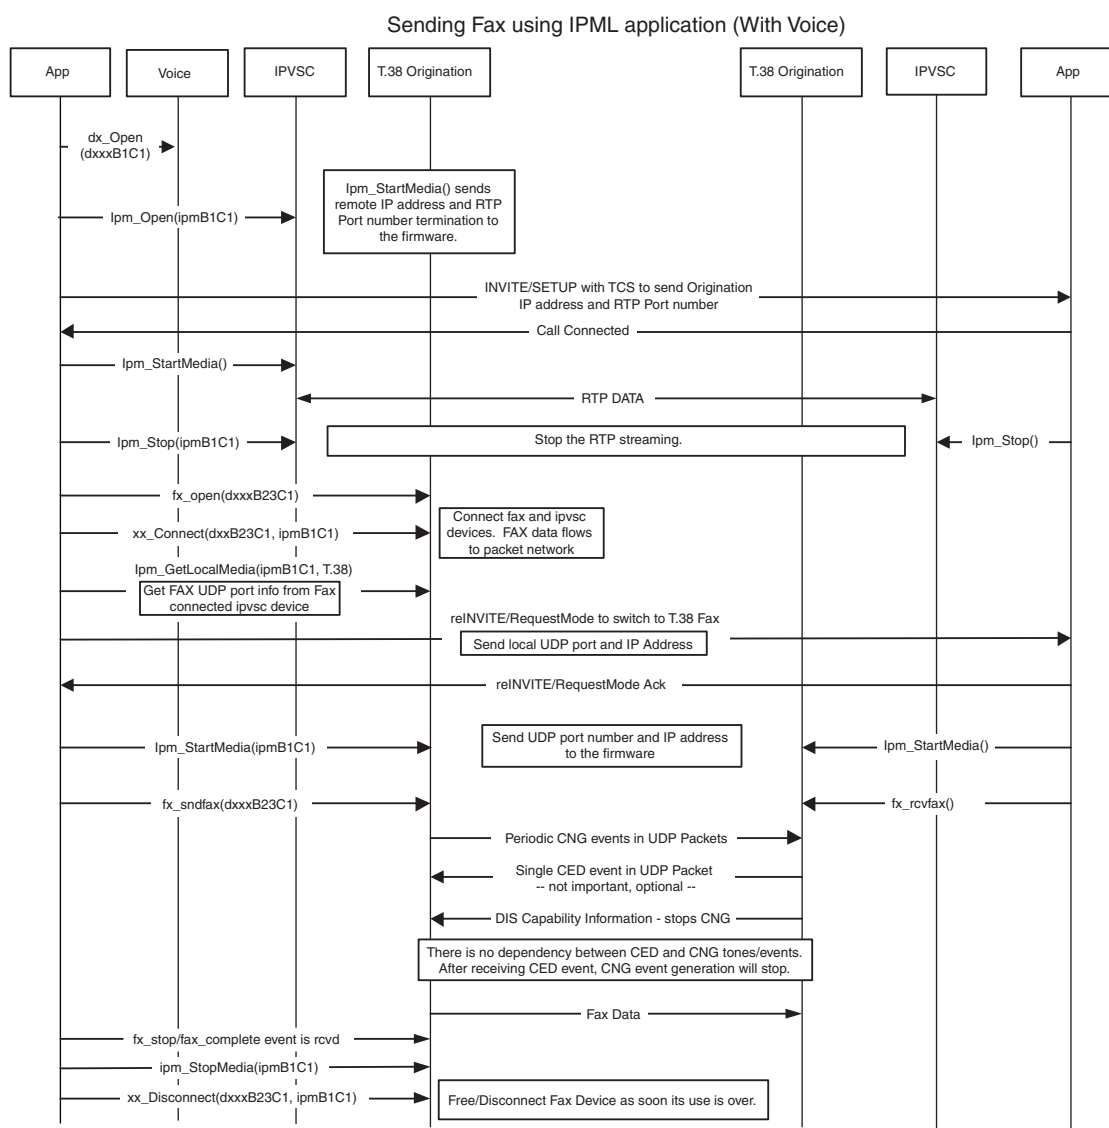 Sending Fax using IPML application (With Voice)
App
Voice
IPVSC
T.38 Origination
T.38 Origination
IPVSC
App
dx_Open
(dxxxB1C1)
Ipm_StartMedia() sends
remote IP address and RTP
Port number termination to
the firmware.
Ipm_Open(ipmB1C1)
INVITE/SETUP with TCS to send Origination
IP address and RTP Port number
Call Connected
Ipm_StartMedia()
RTP DATA
Ipm_Stop(ipmB1C1)
Stop the RTP streaming.
Ipm_Stop()
fx_open(dxxxB23C1)
xx_Connect(dxxB23C1, ipmB1C1)
Connect fax and ipvsc
devices.  FAX data flows
to packet network
Ipm_GetLocalMedia(ipmB1C1, T.38)
Get FAX UDP port info from Fax
connected ipvsc device
reINVITE/RequestMode to switch to T.38 Fax
Send local UDP port and IP Address
reINVITE/RequestMode Ack
Ipm_StartMedia(ipmB1C1)
Send UDP port number and IP address
to the firmware
Ipm_StartMedia()
fx_sndfax(dxxxB23C1)
fx_rcvfax()
Periodic CNG events in UDP Packets
Single CED event in UDP Packet
-- not important, optional --
DIS Capability Information - stops CNG
There is no dependency between CED and CNG tones/events.
After receiving CED event, CNG event generation will stop.
Fax Data
fx_stop/fax_complete event is rcvd
ipm_StopMedia(ipmB1C1)
xx_Disconnect(dxxxB23C1, ipmB1C1)
Free/Disconnect Fax Device as soon its use is over.